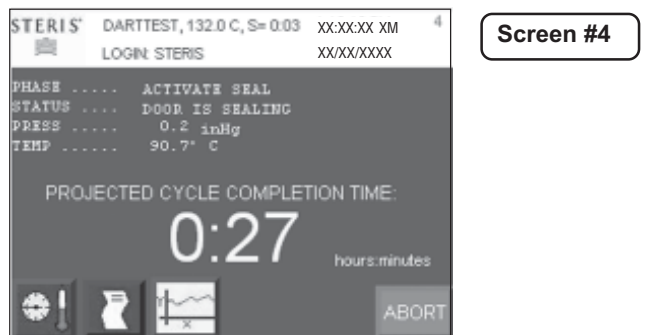 STERIS® DARTTEST, 132.0 C, S= 0:03 XX:XX:XX XM 4
LOGIN: STERIS XX/XX/XXXX
Screen #4
PHASE ..... ACTIVATE SEAL
STATUS .... DOOR IS SEALING
PRESS ..... 0.2 inHg
TEMP ...... 90.7° C
PROJECTED CYCLE COMPLETION TIME:
0:27 hours:minutes
X
ABORT